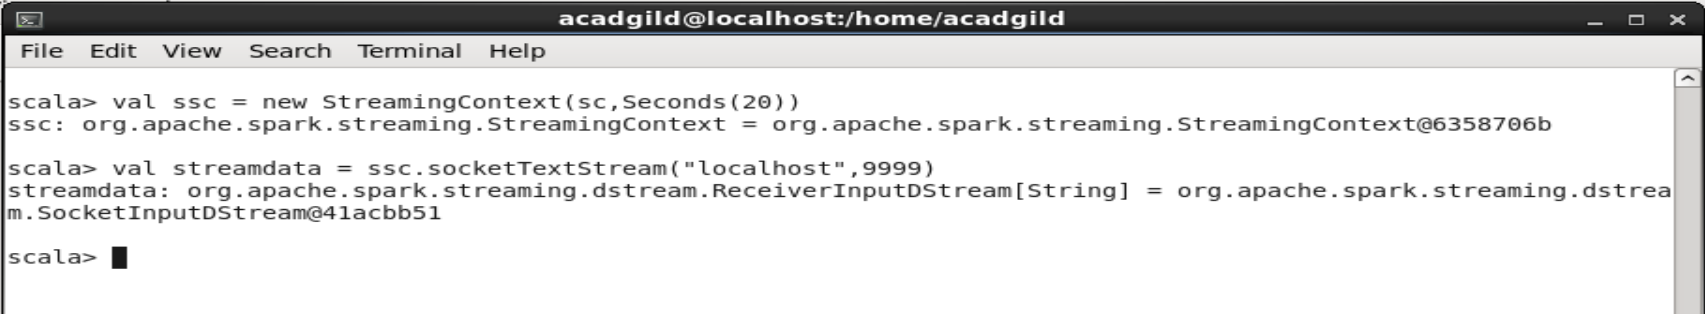 acadgild@localhost:/home/acadgild
File Edit View Search Terminal Help
scala> val ssc = new StreamingContext(sc,Seconds(20))
ssc: org.apache.spark.streaming.StreamingContext = org.apache.spark.streaming.StreamingContext@6358706b
scala> val streamdata = ssc.socketTextStream("localhost",9999)
streamdata: org.apache.spark.streaming.dstream.ReceiverInputDStream[String] = org.apache.spark.streaming.dstrea
m.SocketInputDStream@41acbb51
scala>